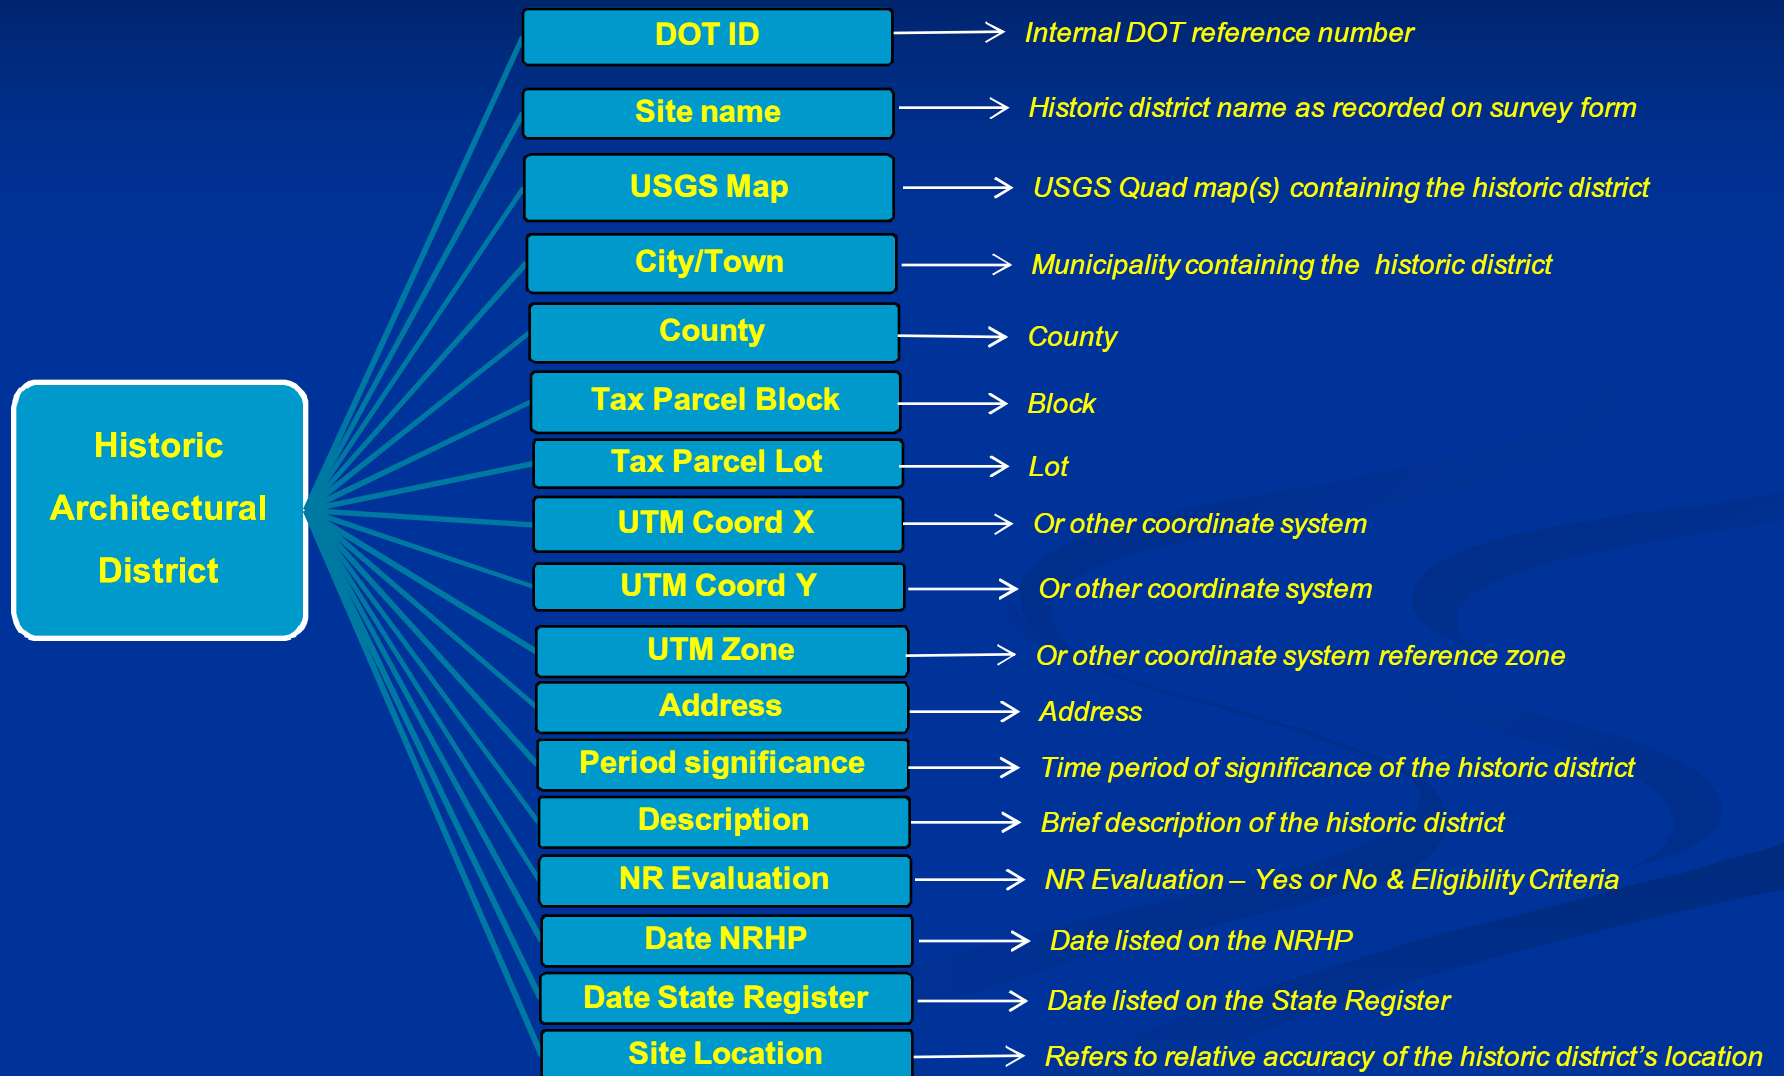 Historic
Architectural
District
DOT ID
Internal DOT reference number
Site name
Historic district name as recorded on survey form
USGS Map
USGS Quad map(s) containing the historic district
City/Town
Municipality containing the historic district
County
County
Tax Parcel Block
Block
Tax Parcel Lot
Lot
UTM Coord X
Or other coordinate system
UTM Coord Y
Or other coordinate system
UTM Zone
Or other coordinate system reference zone
Address
Address
Period significance
Time period of significance of the historic district
Description
Brief description of the historic district
NR Evaluation
NR Evaluation – Yes or No & Eligibility Criteria
Date NRHP
Date listed on the NRHP
Date State Register
Date listed on the State Register
Site Location
Refers to relative accuracy of the historic district’s location